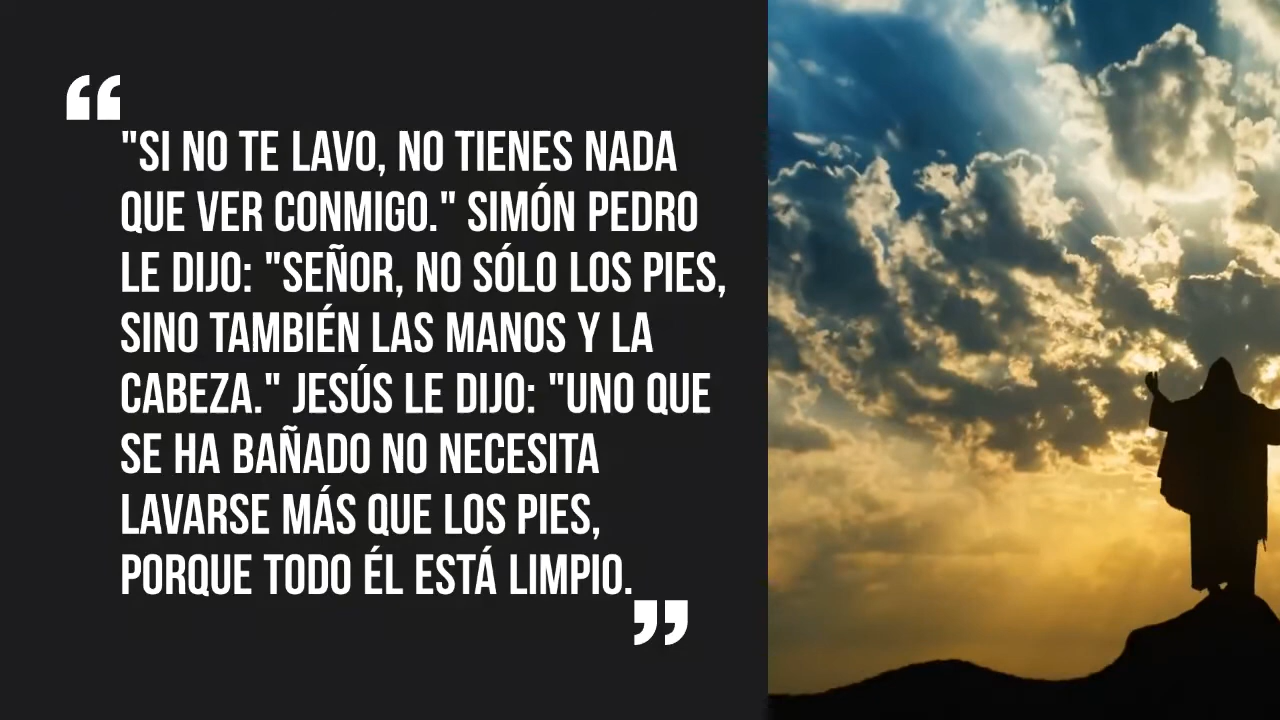 “
"SI NO TE LAVO, NO TIENES NADA
QUE VER CONMIGO." SIMÓN PEDRO
LE DIJO: "SEÑOR, NO SÓLO LOS PIES,
SINO TAMBIÉN LAS MANOS Y LA
CABEZA." JESÚS LE DIJO: "UNO QUE
SE HA BAÑADO NO NECESITA
LAVARSE MÁS QUE LOS PIES,
PORQUE TODO ÉL ESTÁ LIMPIO.
”